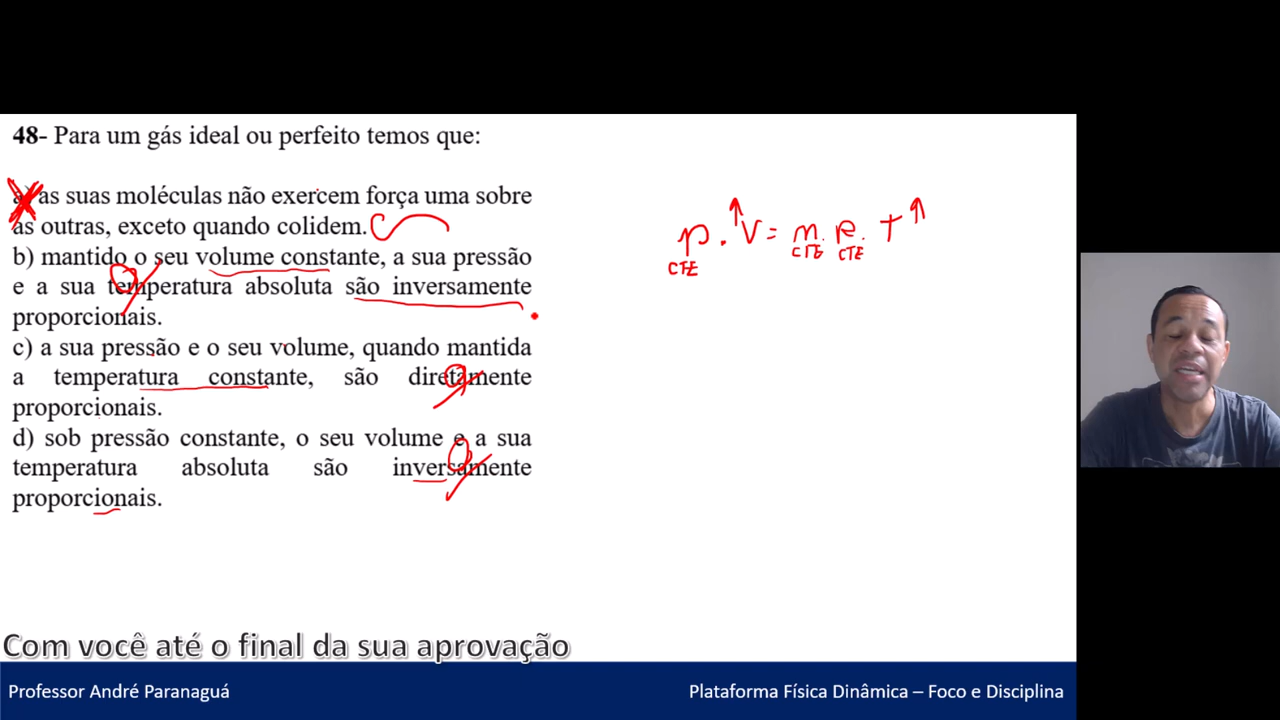 48- Para um gás ideal ou perfeito temos que:
a) as suas moléculas não exercem força uma sobre
as outras, exceto quando colidem.
b) mantido o seu volume constante, a sua pressão
e a sua temperatura absoluta são inversamente
proporcionais.
c) a sua pressão e o seu volume, quando mantida
a temperatura constante, são diretamente
proporcionais.
d) sob pressão constante, o seu volume e a sua
temperatura absoluta são inversamente
proporcionais.
p . ↑V = n . R . T↑
CTE CTE CTE
Com você até o final da sua aprovação
Professor André Paranaguá
Plataforma Física Dinâmica – Foco e Disciplina